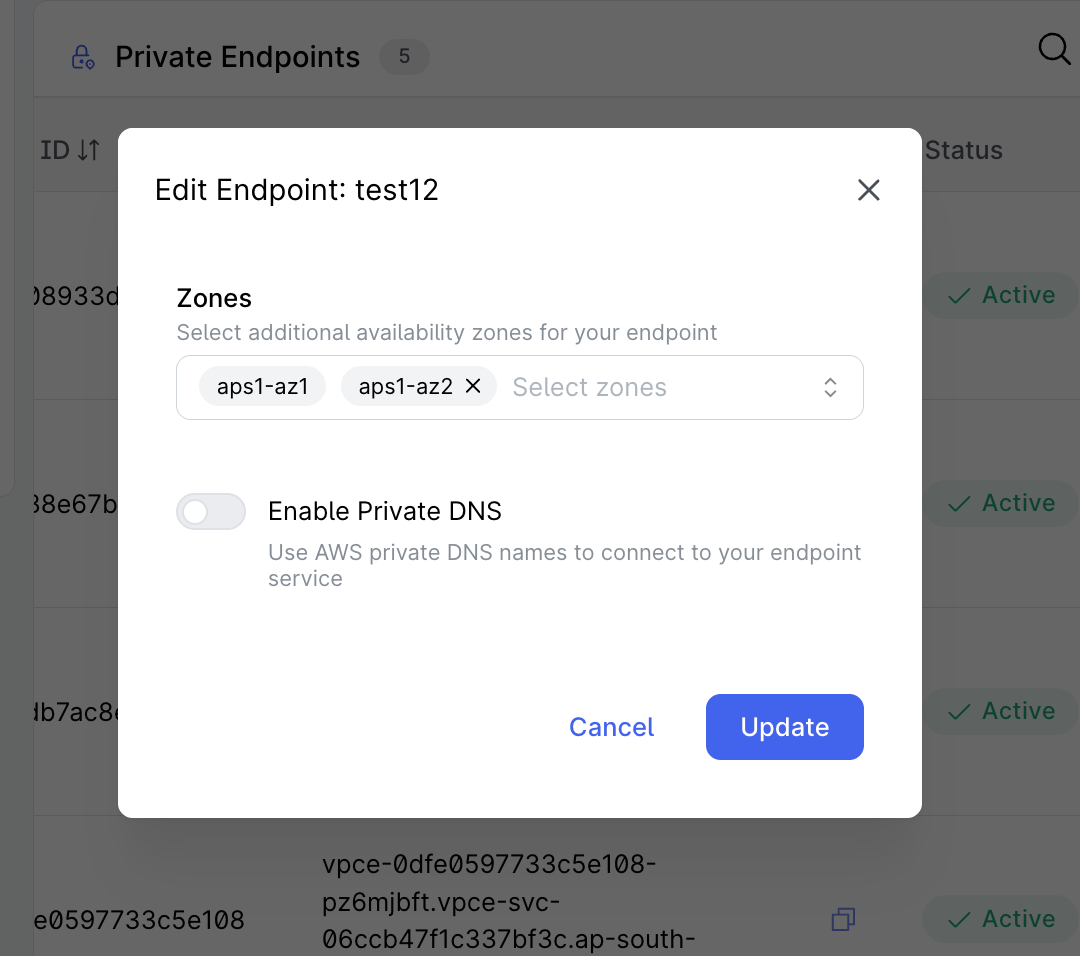 Private Endpoints 5
ID Status
Edit Endpoint: test12
08933d Active
Zones
Select additional availability zones for your endpoint
aps1-az1 aps1-az2 Select zones
38e67b Active
Enable Private DNS
Use AWS private DNS names to connect to your endpoint
service
db7ac8e Active
Cancel Update
vpce-0dfe0597733c5e108-
pz6mjbft.vpce-svc-
e0597733c5e108 Active
06ccb47f1c337bf3c.ap-south-